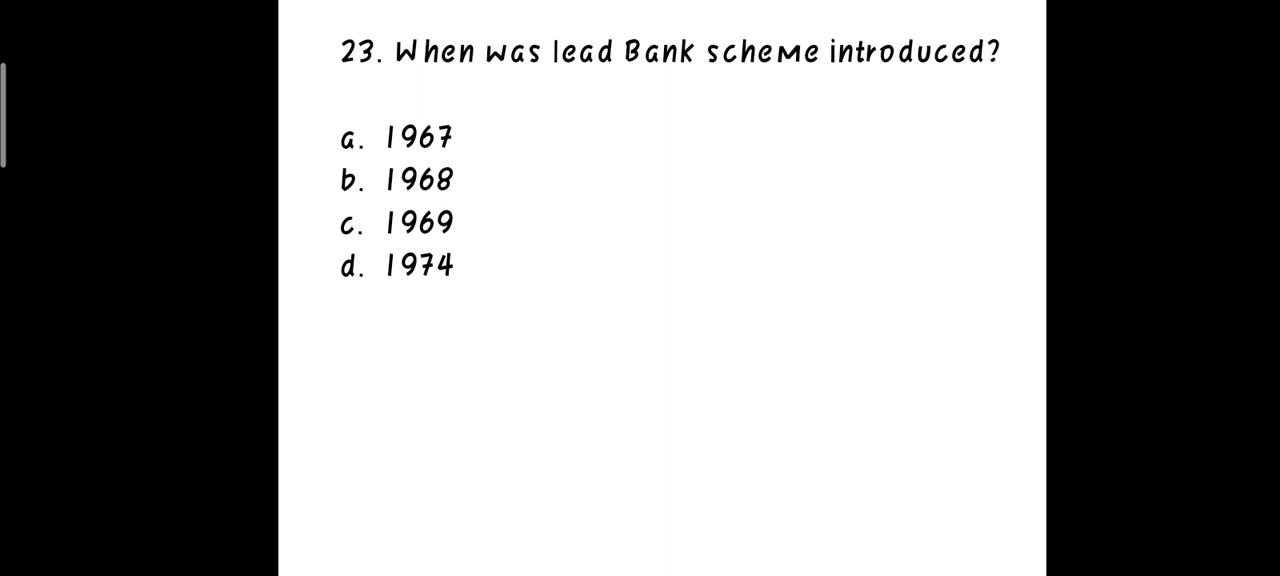 23. When was lead Bank scheme introduced?
a. 1967
b. 1968
c. 1969
d. 1974